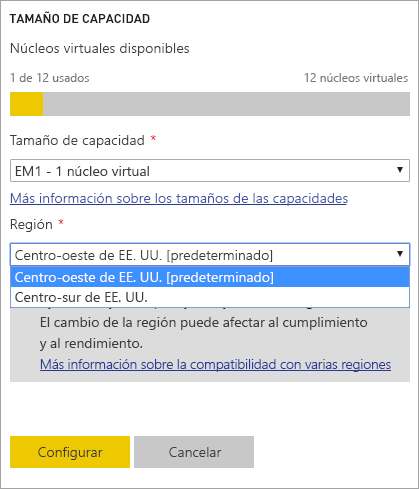 TAMAÑO DE CAPACIDAD
Núcleos virtuales disponibles
1 de 12 usados
12 núcleos virtuales
Tamaño de capacidad *
EM1 - 1 núcleo virtual
Más información sobre los tamaños de las capacidades
Región *
Centro-oeste de EE. UU. [predeterminado]
Centro-oeste de EE. UU. [predeterminado]
Centro-sur de EE. UU.
El cambio de la región puede afectar al cumplimiento
y al rendimiento.
Más información sobre la compatibilidad con varias regiones
Configurar
Cancelar